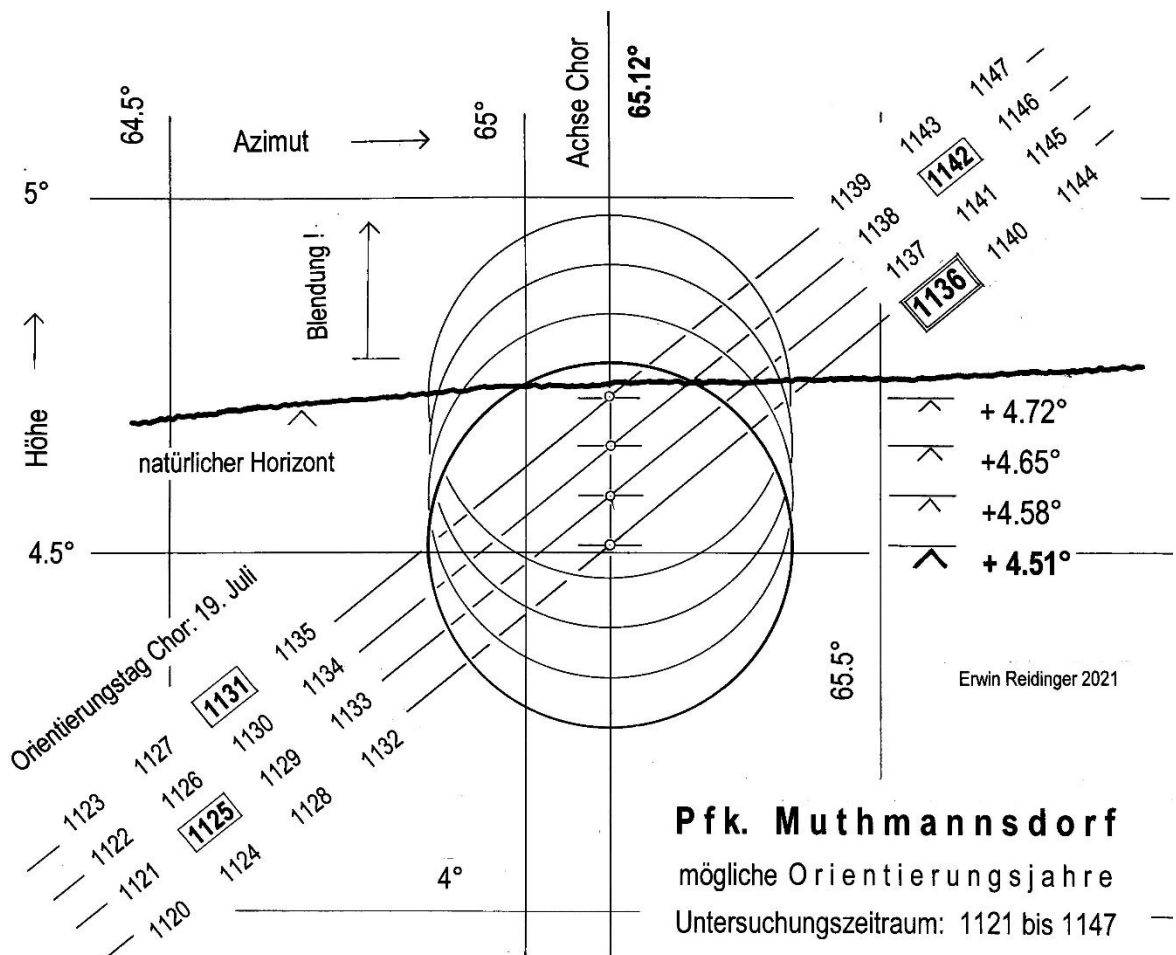 Achse Chor
65.12°
64.5°
65°
Azimut
5°
Blendung !
Höhe
natürlicher Horizont
4.5°
4°
65.5°
1139 1143 1147
1138 1142 1146
1137 1141 1145
1136 1140 1144
+ 4.72°
+4.65°
+4.58°
+ 4.51°
Orientierungstag Chor: 19. Juli
1123 1127 1131 1135
1122 1126 1130 1134
1121 1125 1129 1133
1120 1124 1128 1132
Erwin Reidinger 2021
Pfk. Muthmannsdorf
mögliche Orientierungsjahre
Untersuchungszeitraum: 1121 bis 1147